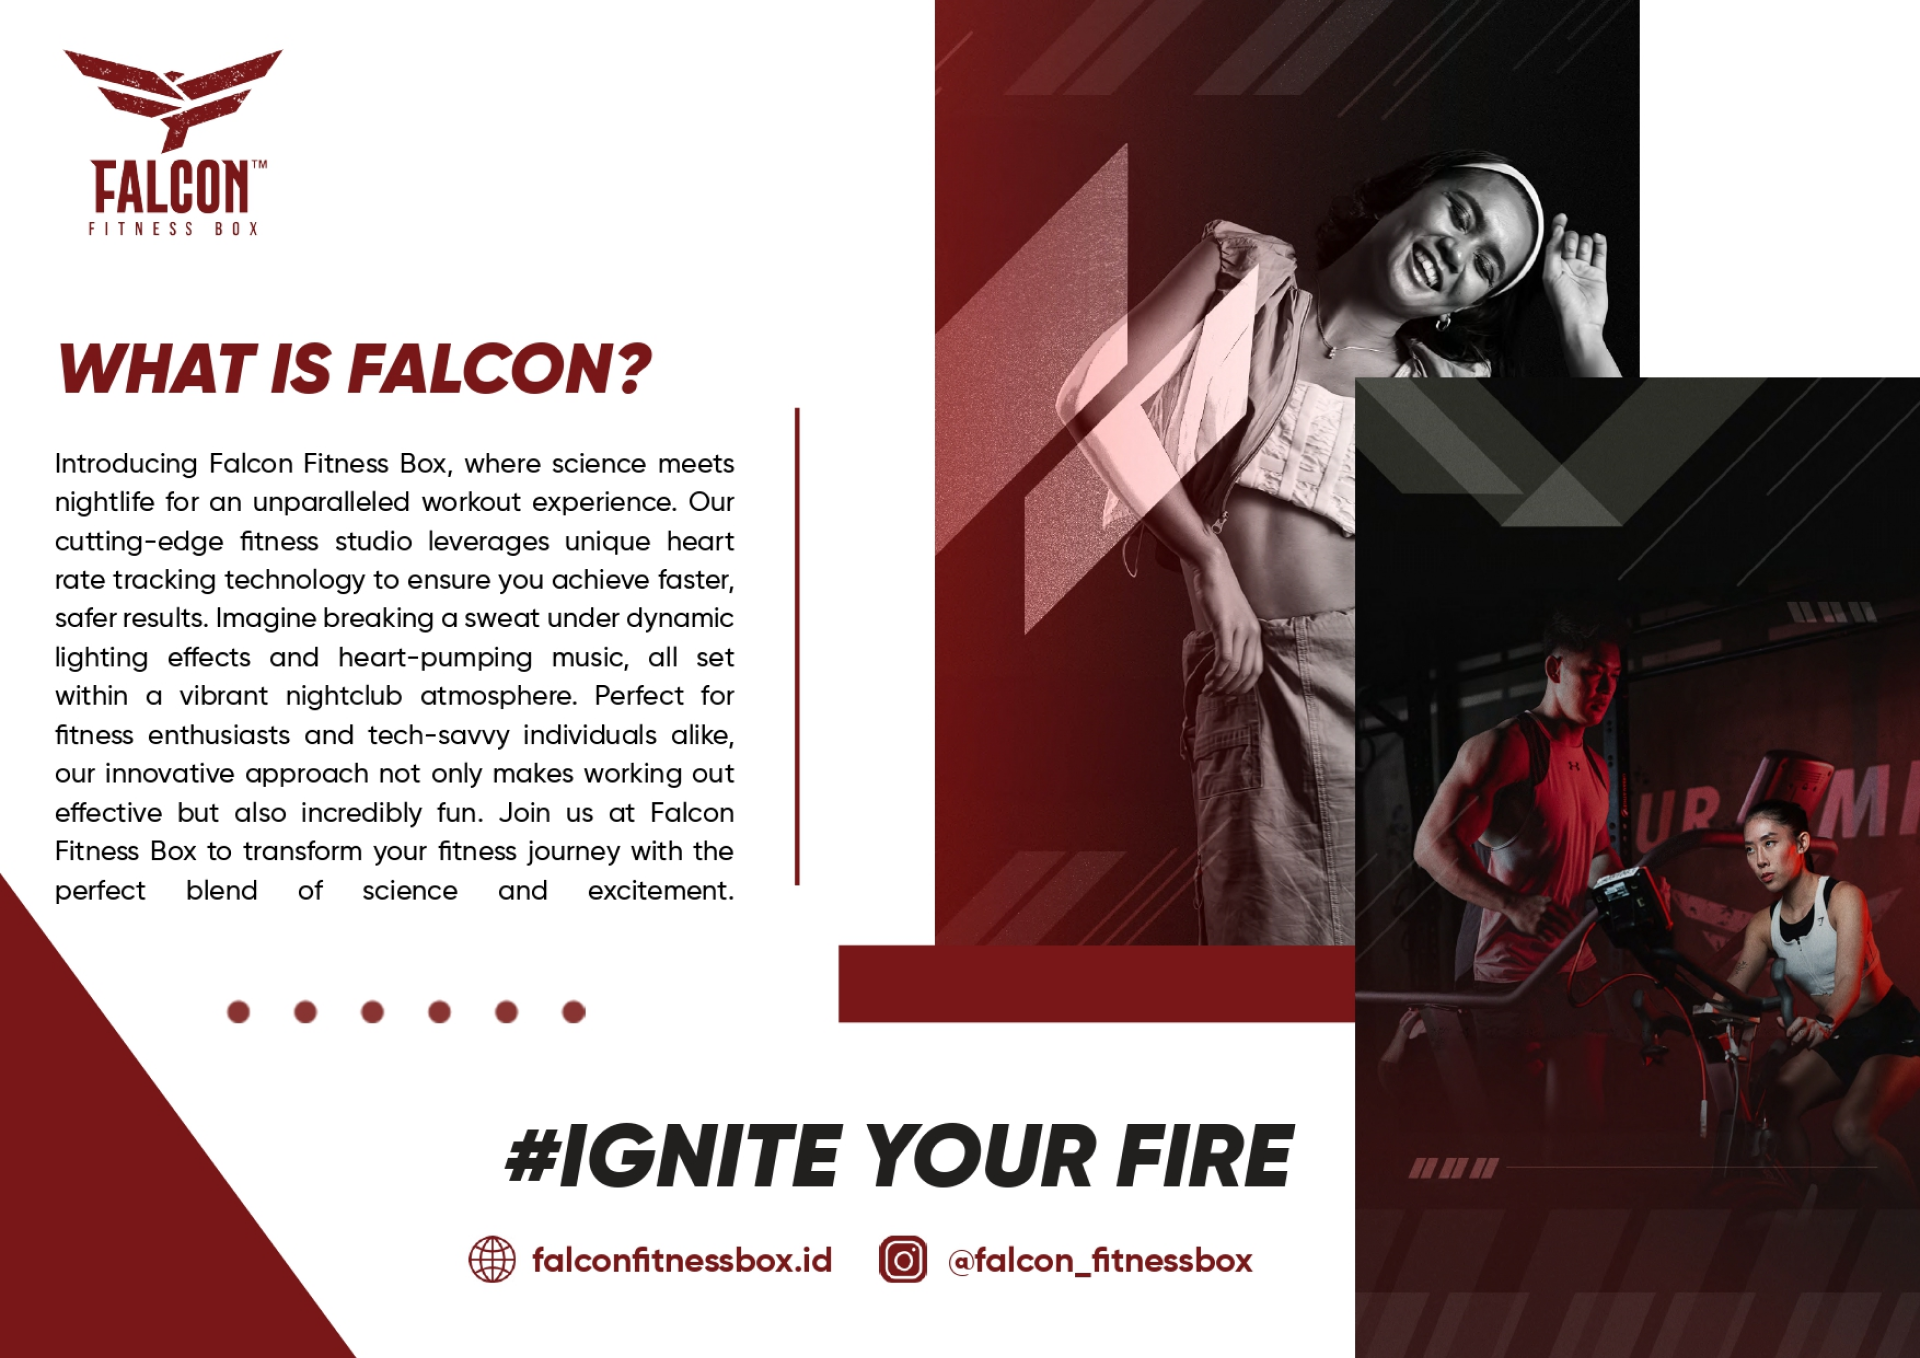 FALCON™
FITNESS BOX
WHAT IS FALCON?
Introducing Falcon Fitness Box, where science meets
nightlife for an unparalleled workout experience. Our
cutting-edge fitness studio leverages unique heart
rate tracking technology to ensure you achieve faster,
safer results. Imagine breaking a sweat under dynamic
lighting effects and heart-pumping music, all set
within a vibrant nightclub atmosphere. Perfect for
fitness enthusiasts and tech-savvy individuals alike,
our innovative approach not only makes working out
effective but also incredibly fun. Join us at Falcon
Fitness Box to transform your fitness journey with the
perfect blend of science and excitement.
UR
#IGNITE YOUR FIRE
falconfitnessbox.id
@falcon_fitnessbox